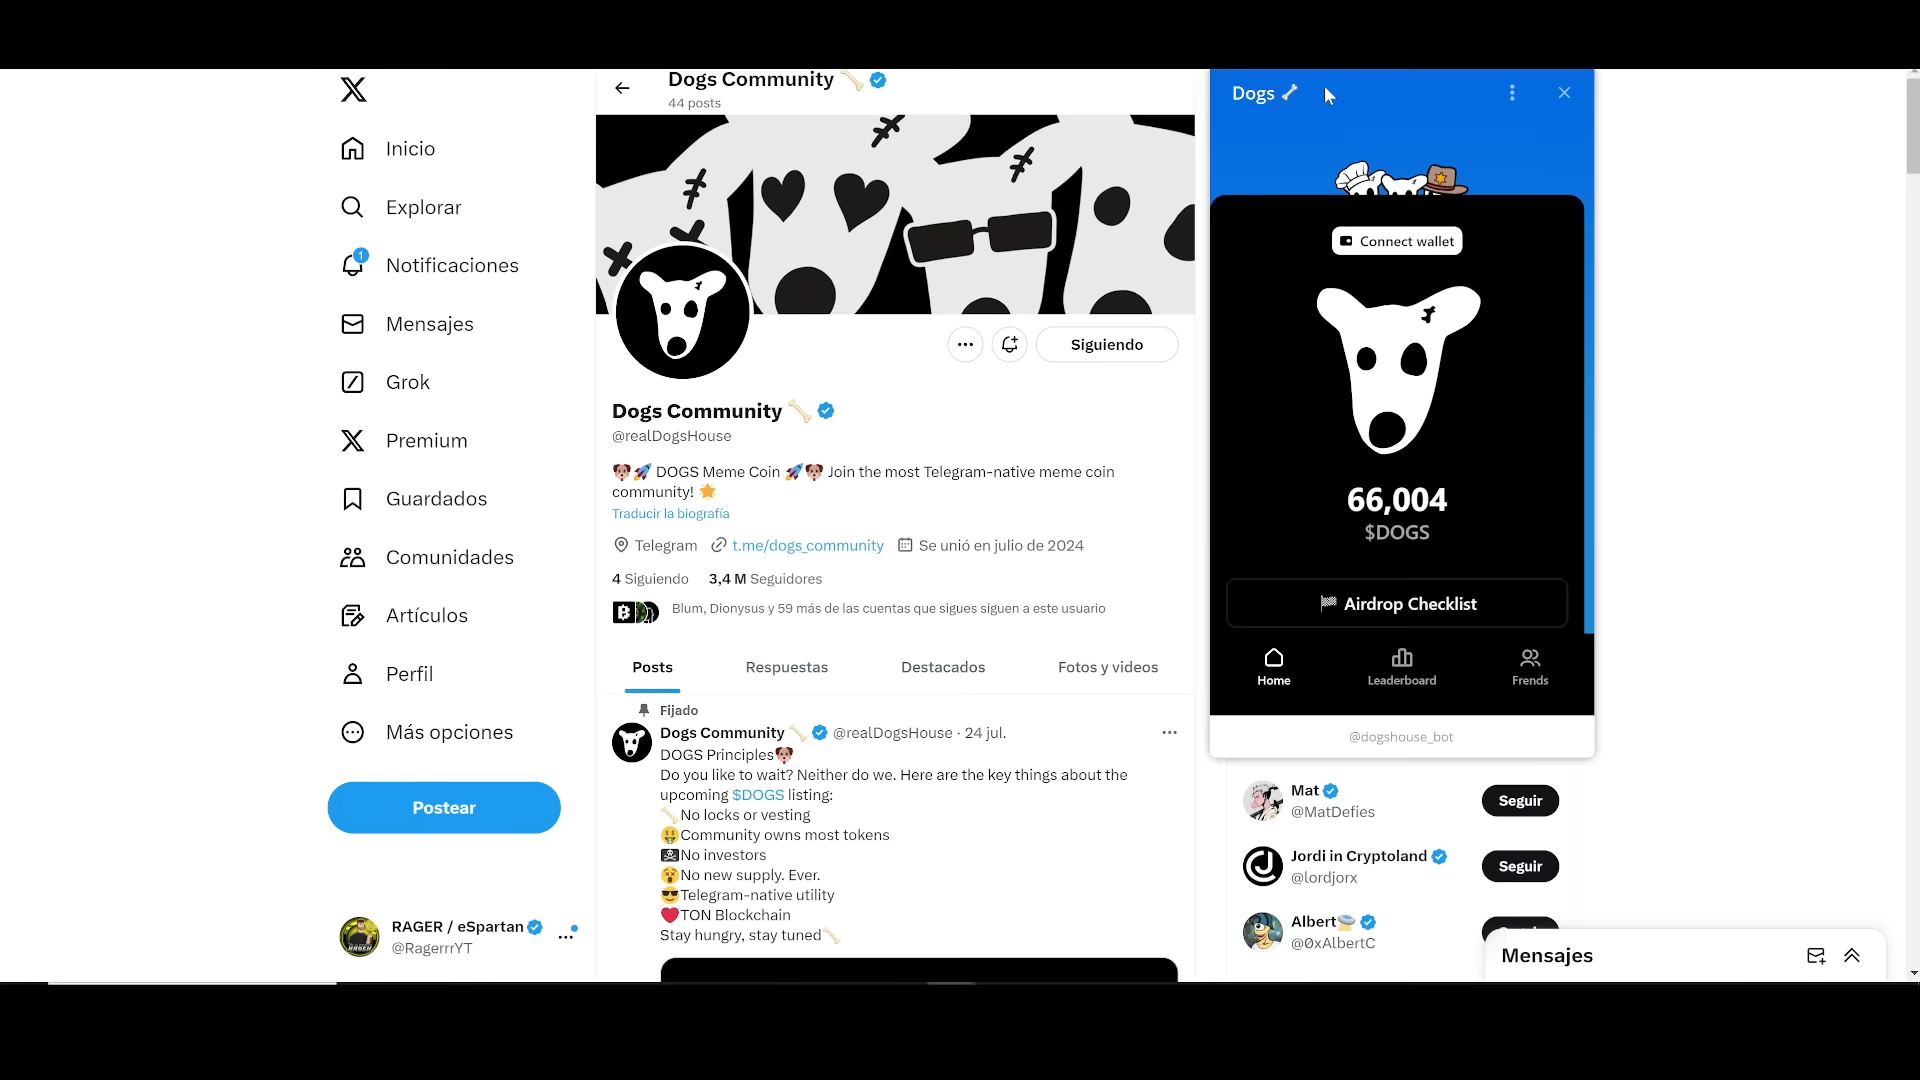 Inicio
Explorar
1
Notificaciones
Mensajes
Grok
Premium
Guardados
Comunidades
Artículos
Perfil
Más opciones
Postear
RAGER / eSpartan
@RagerrrYT
Dogs Community
44 posts
Siguiendo
Dogs Community
@realDogsHouse
DOGS Meme Coin Join the most Telegram-native meme coin
community!
Traducir la biografía
Telegram t.me/dogs_community Se unió en julio de 2024
4 Siguiendo 3,4 M Seguidores
Blum, Dionysus y 59 más de las cuentas que sigues siguen a este usuario
Posts Respuestas Destacados Fotos y videos
Fijado
Dogs Community @realDogsHouse · 24 jul.
DOGS Principles
Do you like to wait? Neither do we. Here are the key things about the
upcoming $DOGS listing:
No locks or vesting
Community owns most tokens
No investors
No new supply. Ever.
Telegram-native utility
TON Blockchain
Stay hungry, stay tuned
Dogs
Connect wallet
66,004
$DOGS
Airdrop Checklist
Home Leaderboard Frends
@dogshouse_bot
Mat
@MatDefies
Seguir
Jordi in Cryptoland
@lordjorx
Seguir
Albert
@0xAlbertC
Mensajes